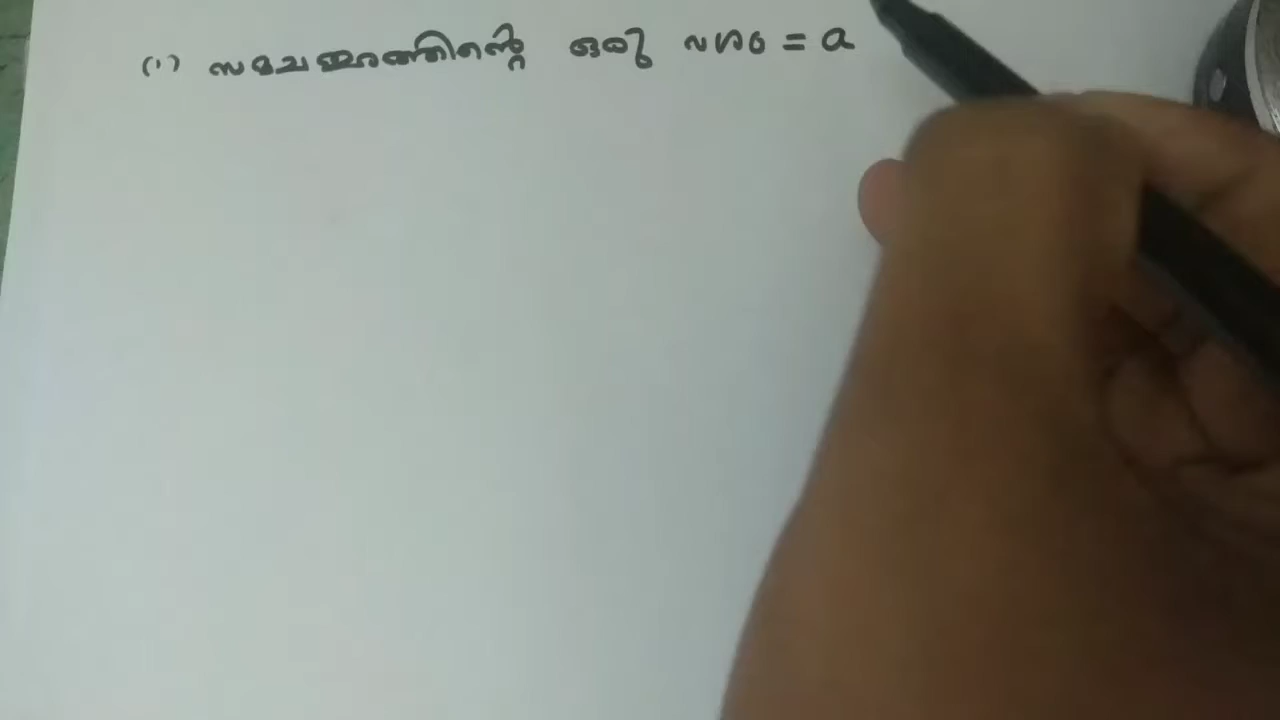 (1) സമചതുരത്തിന്റെ ഒരു വശം = a